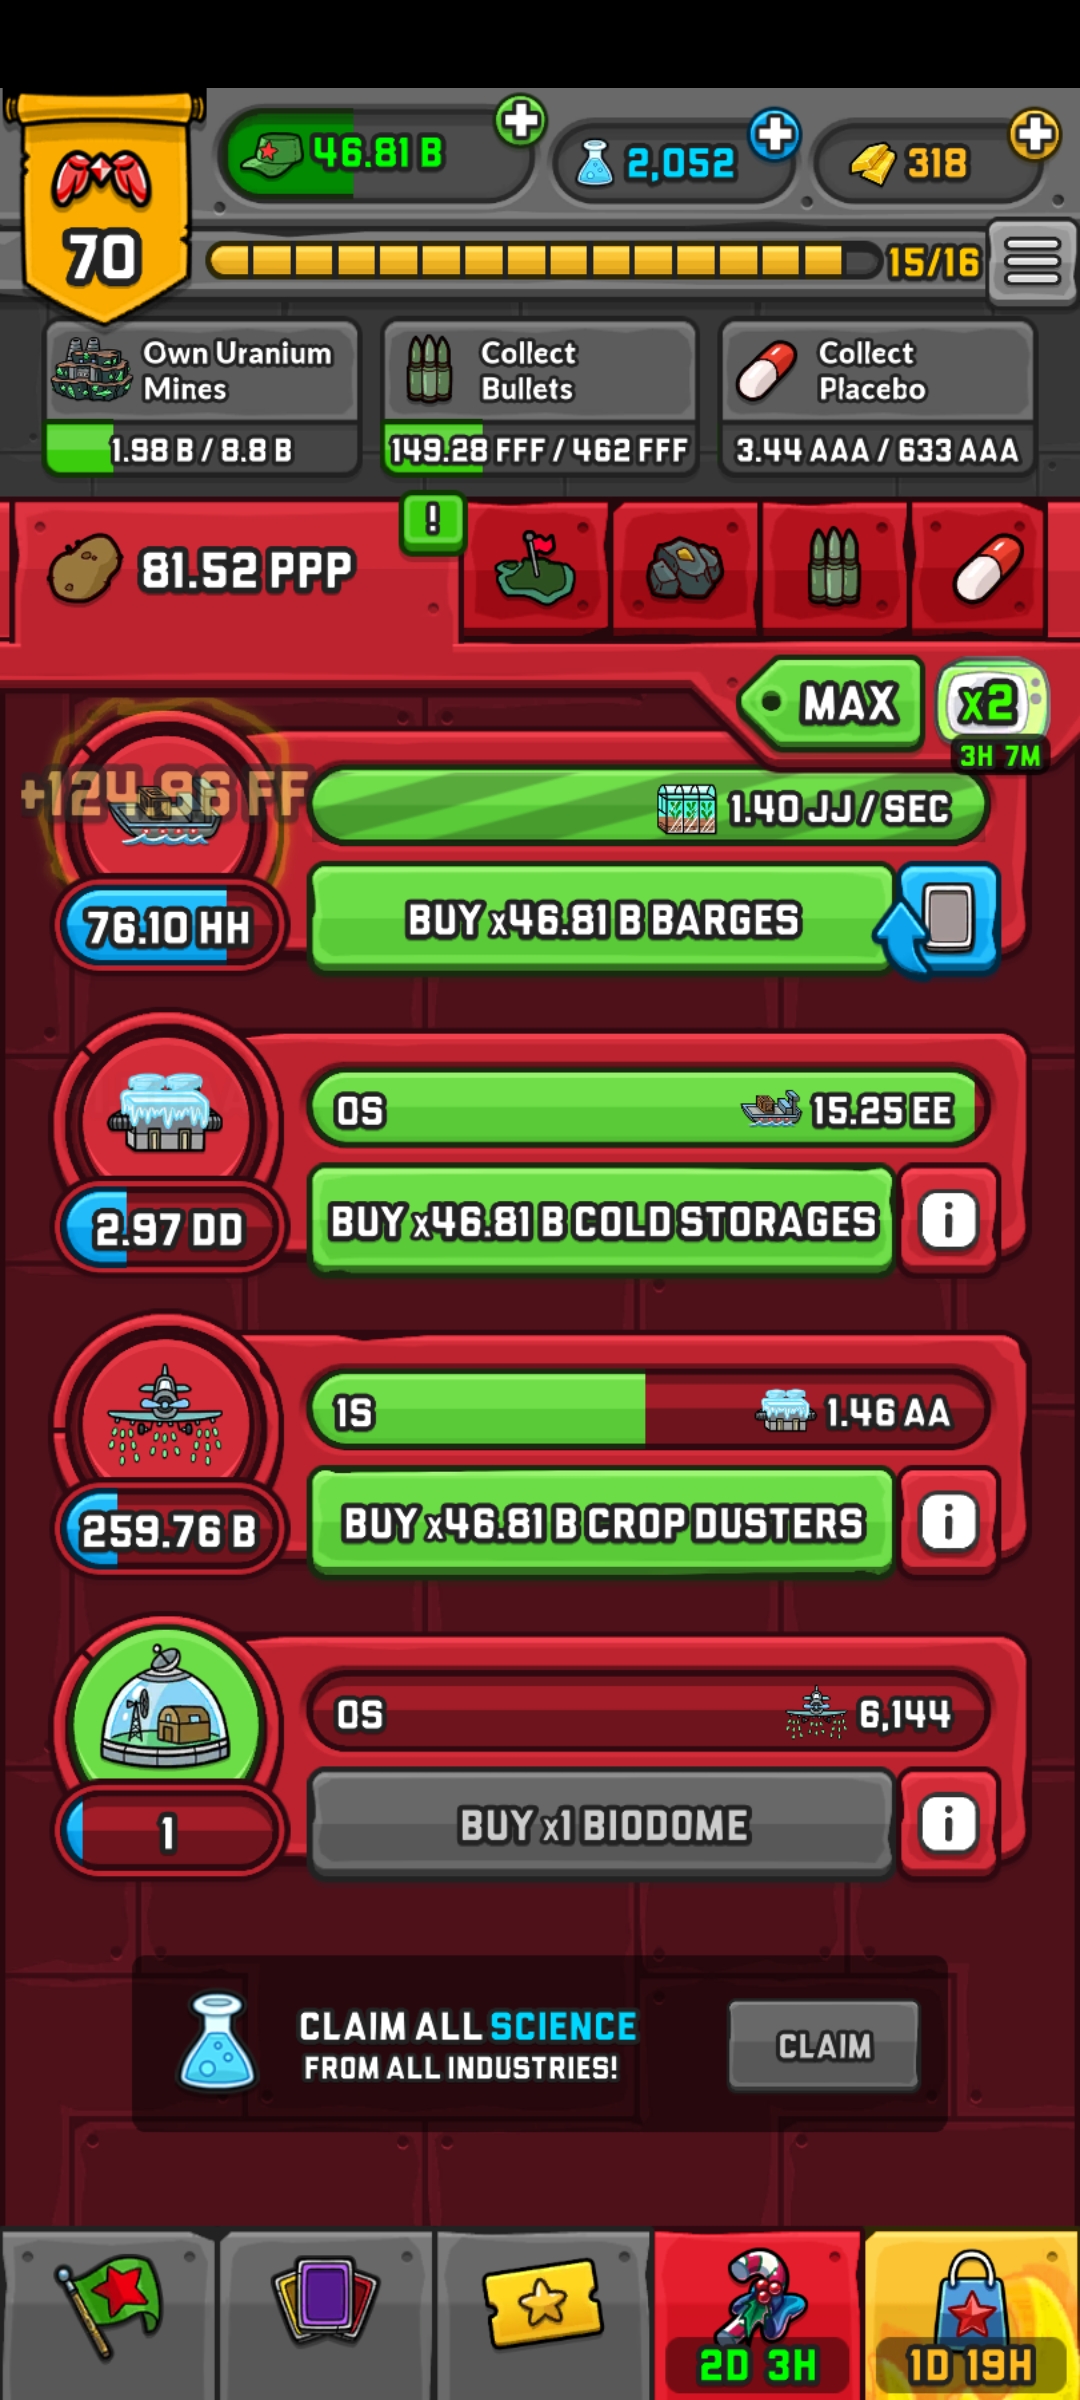 46.81 B
2,052
318
70
15/16
Own Uranium
Mines
1.98 B / 8.8 B
Collect
Bullets
149.28 FFF / 462 FFF
Collect
Placebo
3.44 AAA / 633 AAA
81.52 PPP
!
MAX
x2
3H 7M
+124.86 FF
1.40 JJ / SEC
76.10 HH
BUY x46.81 B BARGES
0S
15.25 EE
2.97 DD
BUY x46.81 B COLD STORAGES
i
1S
1.46 AA
259.76 B
BUY x46.81 B CROP DUSTERS
i
0S
6,144
1
BUY x1 BIODOME
i
CLAIM ALL SCIENCE
FROM ALL INDUSTRIES!
CLAIM
2D 3H
1D 19H